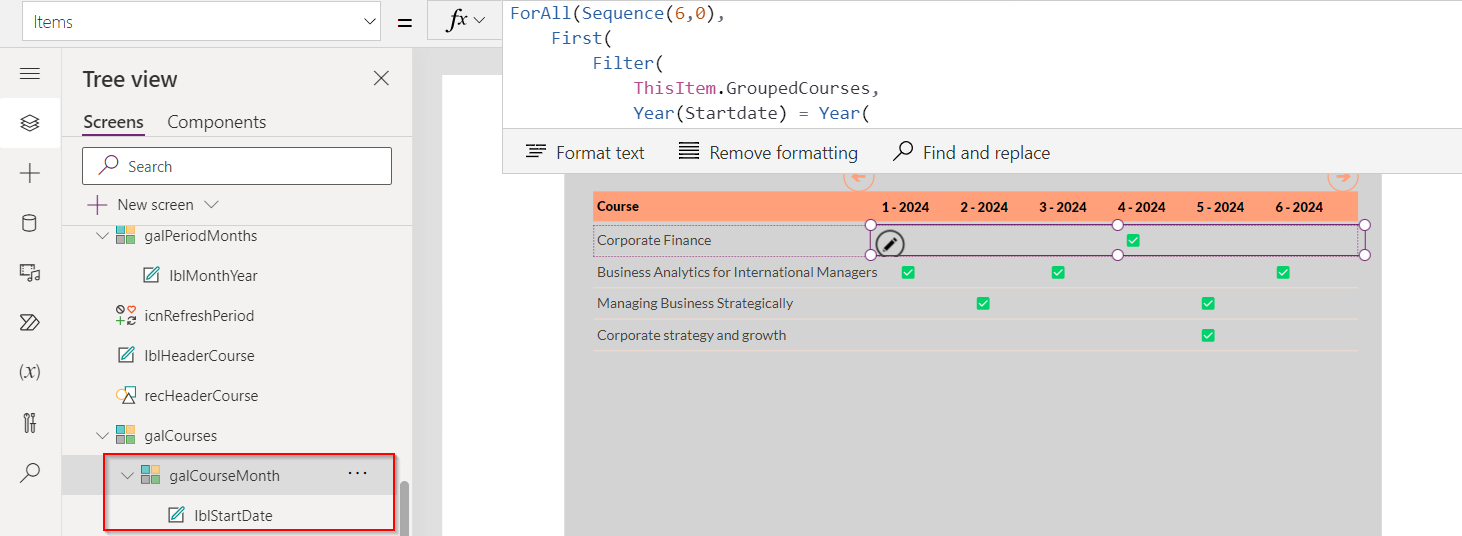 Items
=
fx
ForAll(Sequence(6,0),
First(
Filter(
ThisItem.GroupedCourses,
Year(Startdate) = Year(
Format text
Remove formatting
Find and replace
Tree view
Screens
Components
Search
New screen
galPeriodMonths
lblMonthYear
icnRefreshPeriod
lblHeaderCourse
recHeaderCourse
galCourses
galCourseMonth
lblStartDate
(x)
Course 1 - 2024 2 - 2024 3 - 2024 4 - 2024 5 - 2024 6 - 2024
Corporate Finance
Business Analytics for International Managers
Managing Business Strategically
Corporate strategy and growth